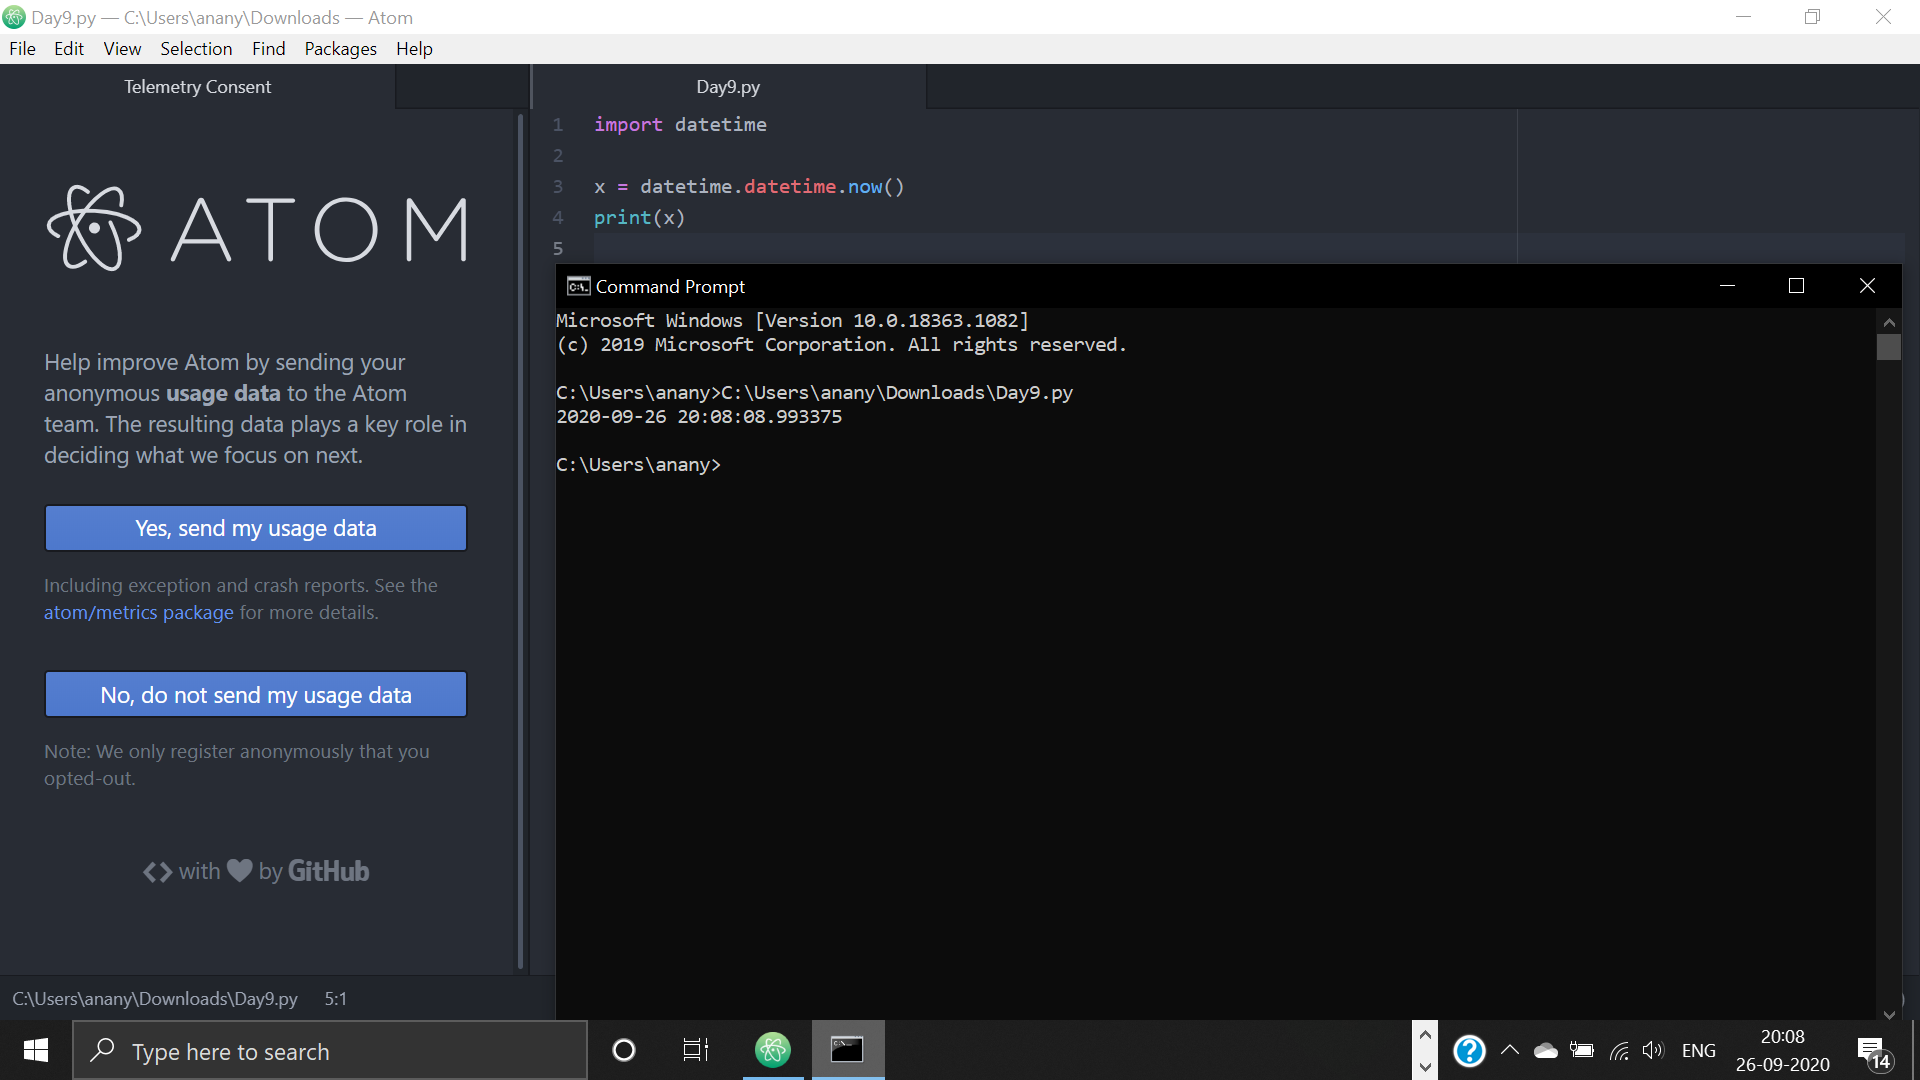 Day9.py — C:\Users\anany\Downloads — Atom
File Edit View Selection Find Packages Help
Telemetry Consent
ATOM
Help improve Atom by sending your
anonymous usage data to the Atom
team. The resulting data plays a key role in
deciding what we focus on next.
Yes, send my usage data
Including exception and crash reports. See the
atom/metrics package for more details.
No, do not send my usage data
Note: We only register anonymously that you
opted-out.
<> with ♥ by GitHub
Day9.py
1 import datetime
2
3 x = datetime.datetime.now()
4 print(x)
5
Command Prompt
Microsoft Windows [Version 10.0.18363.1082]
(c) 2019 Microsoft Corporation. All rights reserved.
C:\Users\anany>C:\Users\anany\Downloads\Day9.py
2020-09-26 20:08:08.993375
C:\Users\anany>
C:\Users\anany\Downloads\Day9.py 5:1
Type here to search
ENG
20:08
26-09-2020
14